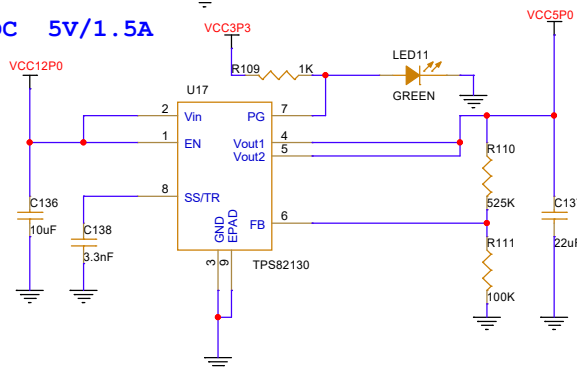 OC 5V/1.5A
VCC3P3
VCC5P0
VCC12P0
R109 1K
LED11
GREEN
U17
2 Vin
PG 7
1 EN
Vout1 4
Vout2 5
R110
525K
8 SS/TR
C136
10uF
C138
3.3nF
FB 6
GND
EPAD
3
9
TPS82130
R111
100K
C13
22uF